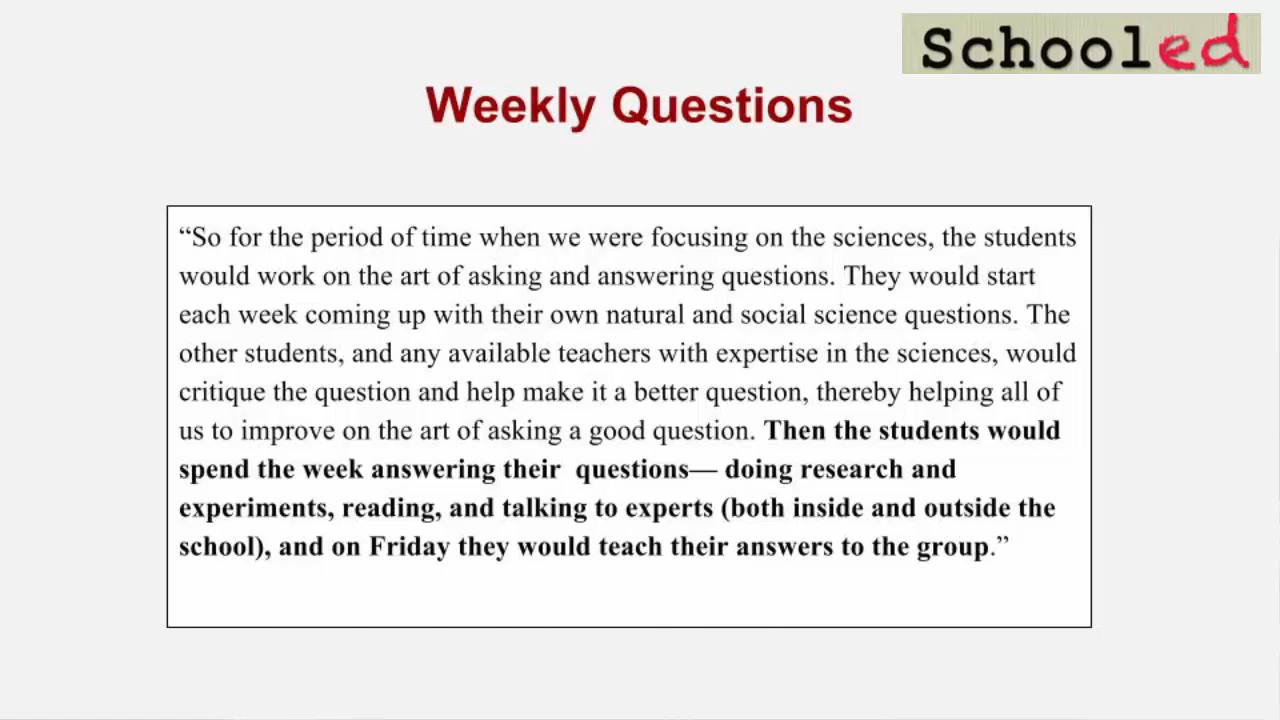 Schooled
Weekly Questions
“So for the period of time when we were focusing on the sciences, the students
would work on the art of asking and answering questions. They would start
each week coming up with their own natural and social science questions. The
other students, and any available teachers with expertise in the sciences, would
critique the question and help make it a better question, thereby helping all of
us to improve on the art of asking a good question. Then the students would
spend the week answering their  questions— doing research and
experiments, reading, and talking to experts (both inside and outside the
school), and on Friday they would teach their answers to the group.”